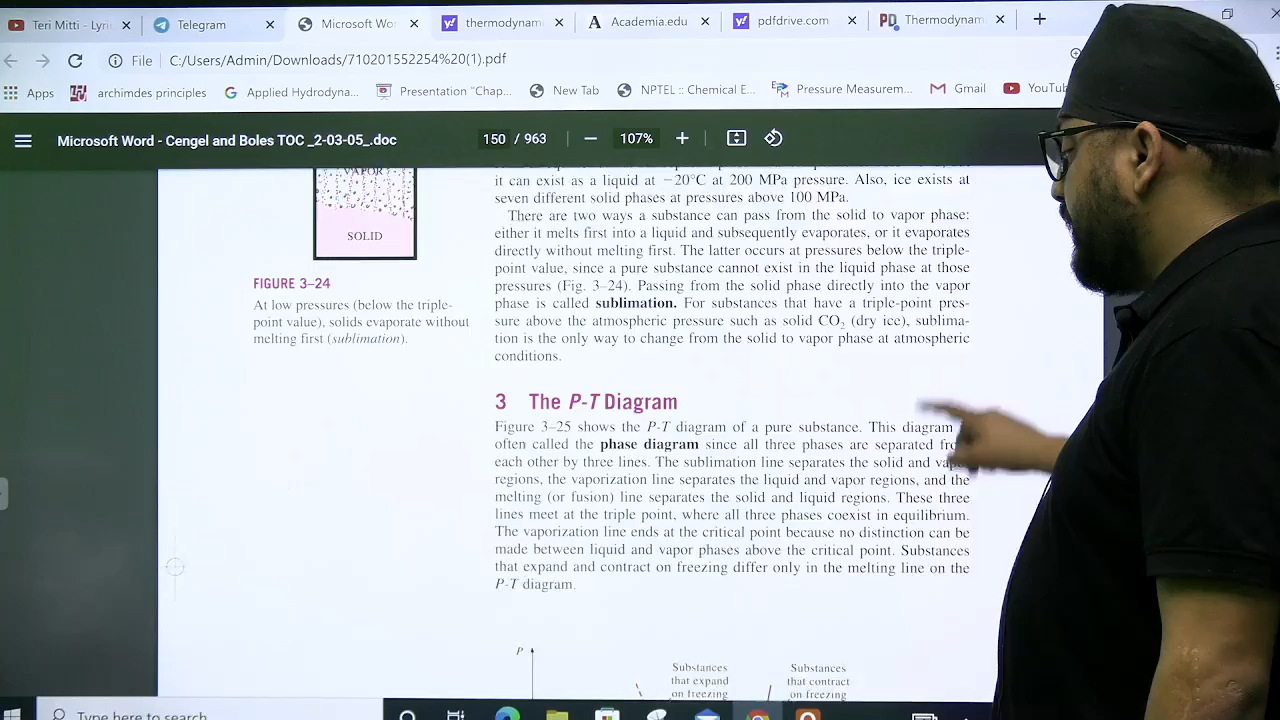 Teri Mitti - Lyri
Telegram
Microsoft Wo
thermodynam
Academia.edu
pdfdrive.com
Thermodynam
File
C:/Users/Admin/Downloads/710201552254%20(1).pdf
Apps
archimdes principles
Applied Hydrodyna...
Presentation "Chap...
New Tab
NPTEL :: Chemical E...
Pressure Measurem...
Gmail
YouTub
Microsoft Word - Cengel and Boles TOC _2-03-05_.doc
150 / 963
107%
VAPOR
SOLID
FIGURE 3–24
At low pressures (below the triple-
point value), solids evaporate without
melting first (sublimation).
it can exist as a liquid at −20°C at 200 MPa pressure. Also, ice exists at
seven different solid phases at pressures above 100 MPa.
There are two ways a substance can pass from the solid to vapor phase:
either it melts first into a liquid and subsequently evaporates, or it evaporates
directly without melting first. The latter occurs at pressures below the triple-
point value, since a pure substance cannot exist in the liquid phase at those
pressures (Fig. 3–24). Passing from the solid phase directly into the vapor
phase is called sublimation. For substances that have a triple-point pres-
sure above the atmospheric pressure such as solid CO₂ (dry ice), sublima-
tion is the only way to change from the solid to vapor phase at atmospheric
conditions.
3 The P-T Diagram
Figure 3–25 shows the P-T diagram of a pure substance. This diagram
often called the phase diagram since all three phases are separated fro
each other by three lines. The sublimation line separates the solid and vapo
regions, the vaporization line separates the liquid and vapor regions, and the
melting (or fusion) line separates the solid and liquid regions. These three
lines meet at the triple point, where all three phases coexist in equilibrium.
The vaporization line ends at the critical point because no distinction can be
made between liquid and vapor phases above the critical point. Substances
that expand and contract on freezing differ only in the melting line on the
P-T diagram.
P
Substances
that expand
on freezing
Substances
that contract
on freezing
Type here to search